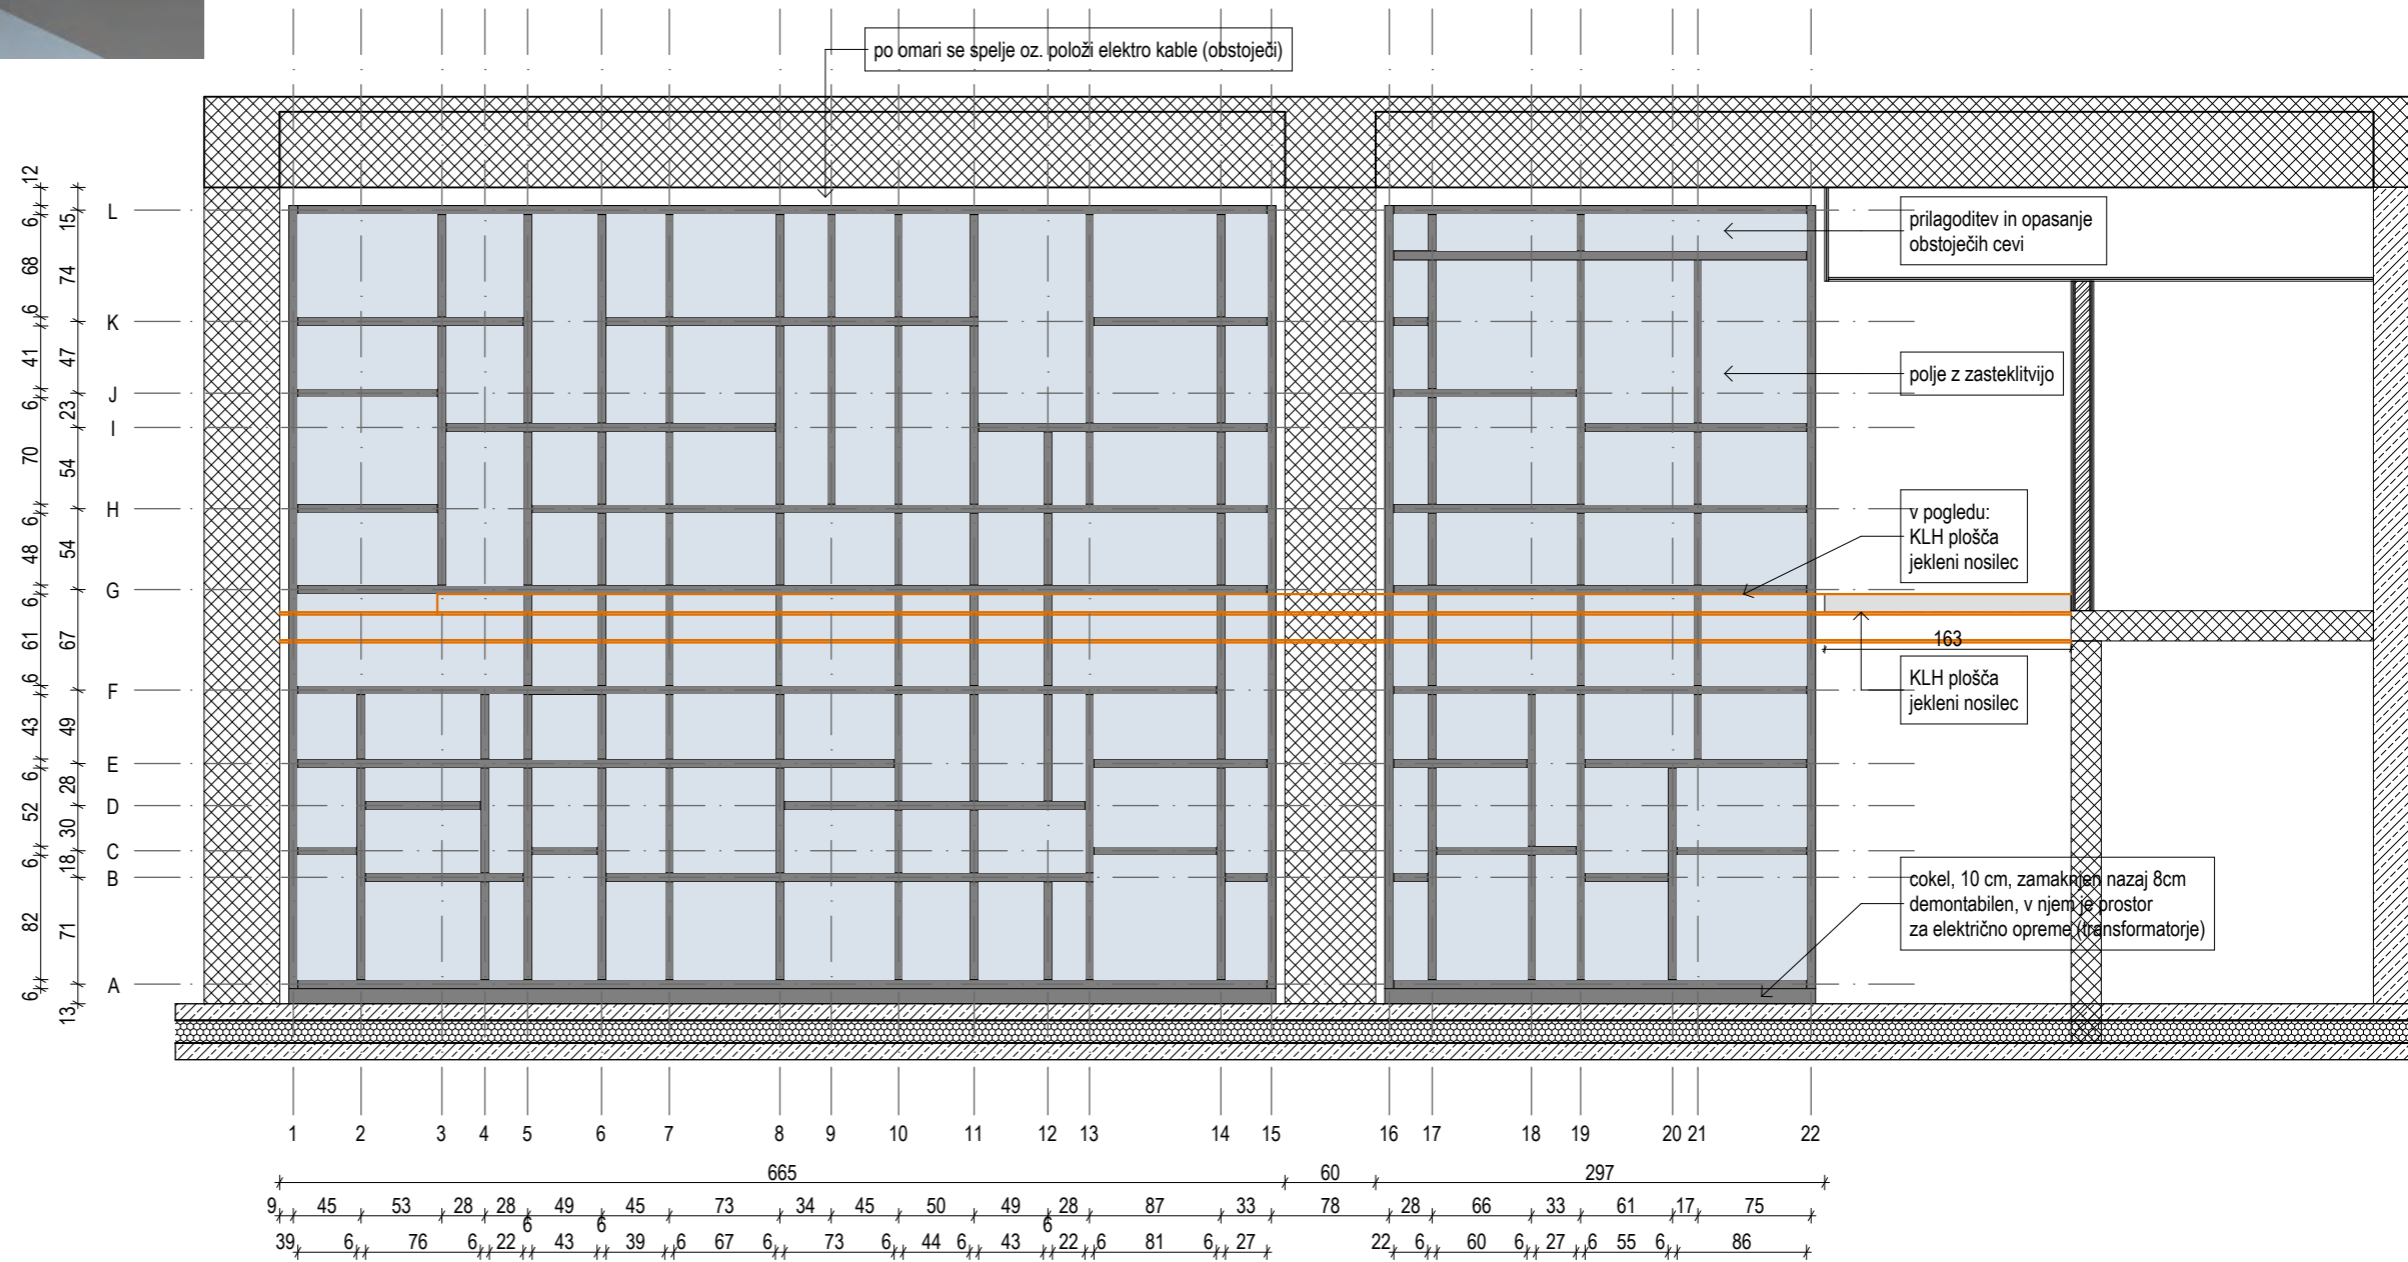 po omari se spelje oz. položi elektro kable (obstoječi)
prilagoditev in opasanje
obstoječih cevi
polje z zasteklitvijo
v pogledu:
KLH plošča
jekleni nosilec
163
KLH plošča
jekleni nosilec
cokel, 10 cm, zamaknjen nazaj 8cm
demontabilen, v njem je prostor
za električno opreme (transformatorje)
12 6 68 6 41 6 70 6 48 6 61 6 43 6 52 6 82 6
15 74 47 23 54 54 67 49 28 30 18 71 13
L
K
J
I
H
G
F
E
D
C
B
A
1 2 3 4 5 6 7 8 9 10 11 12 13 14 15 16 17 18 19 20 21 22
665 60 297
9 45 53 28 28 49 45 73 34 45 50 49 28 87 33 78 28 66 33 61 17 75
6 6 6
39 6 76 6 22 43 39 6 67 6 73 6 44 6 43 22 6 81 6 27 22 6 60 6 27 6 55 6 86